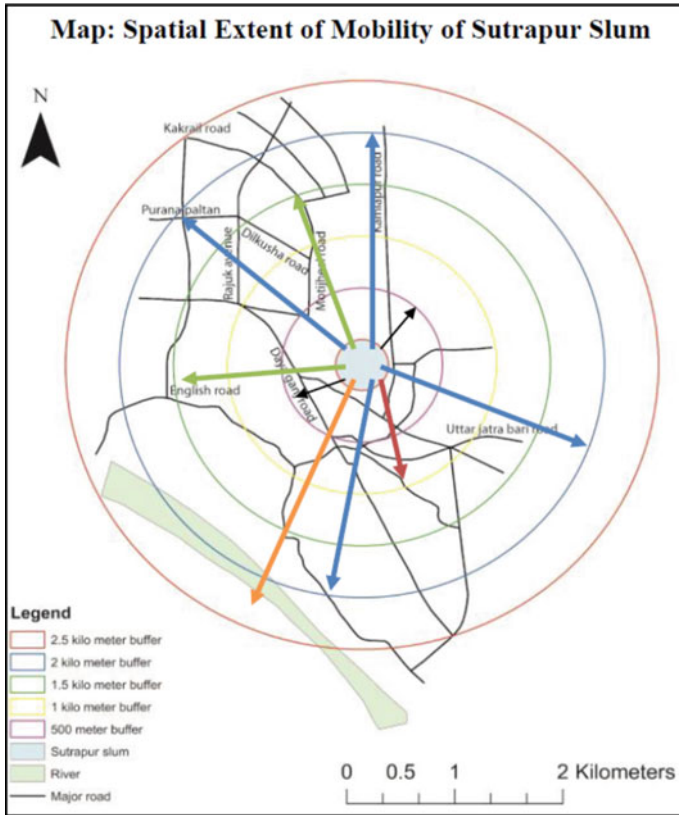 Map: Spatial Extent of Mobility of Sutrapur Slum
N
Kakrail road
Kamlapur road
Purana paltan
Dilkusha road
Rajuk avenue
Motijheel road
Daya ganj road
English road
Uttar jatra bari road
Legend
2.5 kilo meter buffer
2 kilo meter buffer
1.5 kilo meter buffer
1 kilo meter buffer
500 meter buffer
Sutrapur slum
River
Major road
0 0.5 1 2 Kilometers